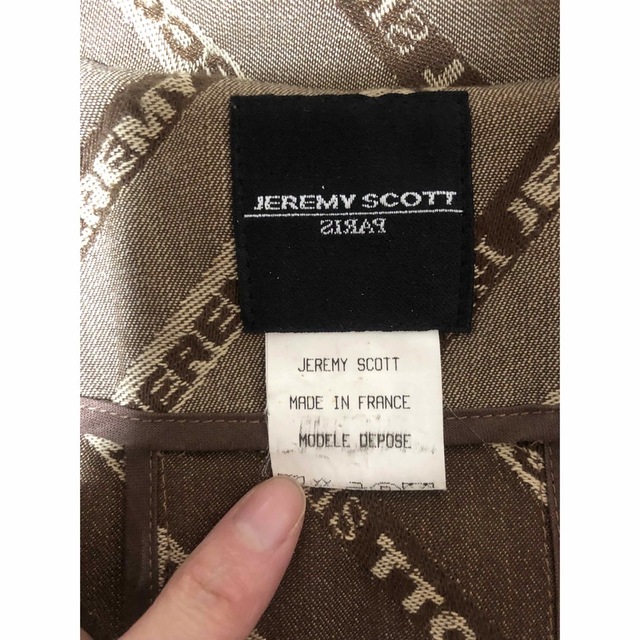 JEREMY SCOTT
PARIS
JEREMY SCOTT
MADE IN FRANCE
MODELE DEPOSE